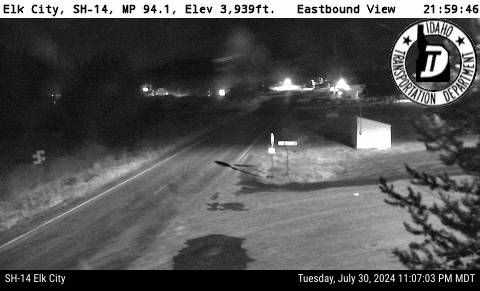 Elk City, SH-14, MP 94.1, Elev 3,939ft. Eastbound View 21:59:46
IDAHO
TRANSPORTATION DEPARTMENT
SH-14 Elk City Tuesday, July 30, 2024 11:07:03 PM MDT